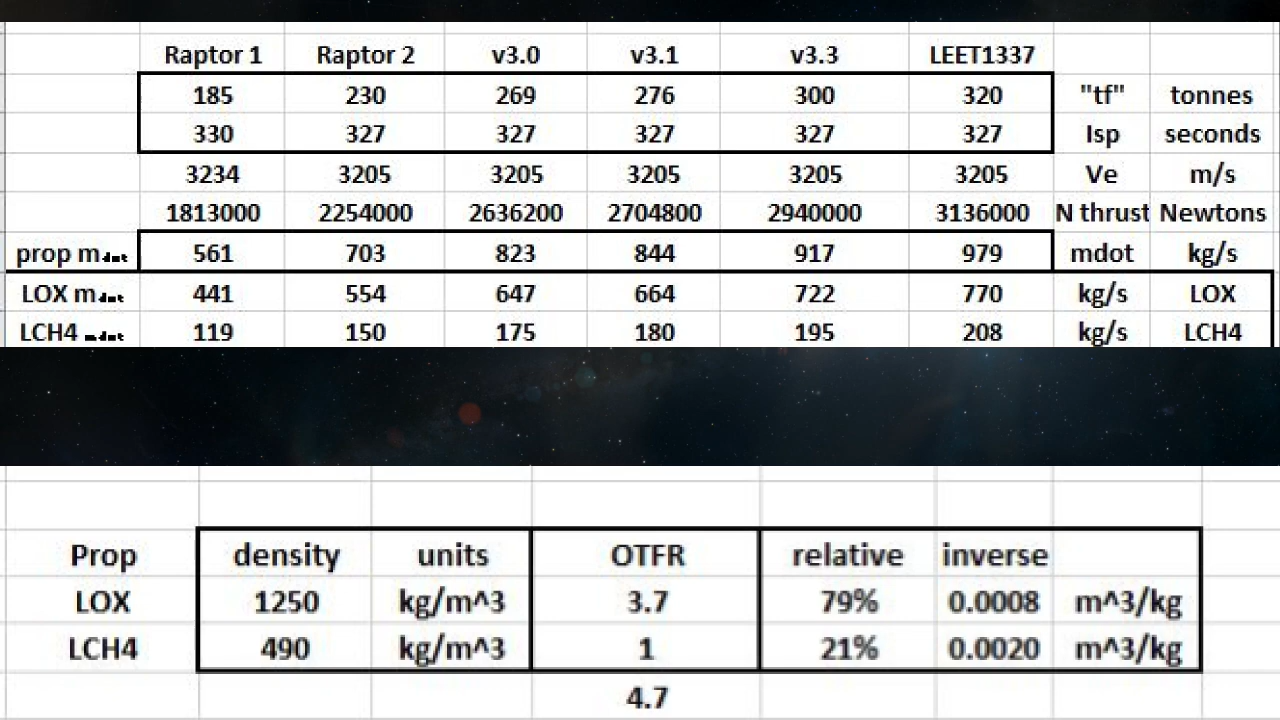 Raptor 1 Raptor 2 v3.0 v3.1 v3.3 LEET1337
185 230 269 276 300 320 "tf" tonnes
330 327 327 327 327 327 Isp seconds
3234 3205 3205 3205 3205 3205 Ve m/s
1813000 2254000 2636200 2704800 2940000 3136000 N thrust Newtons
prop mdot 561 703 823 844 917 979 mdot kg/s
LOX mdot 441 554 647 664 722 770 kg/s LOX
LCH4 mdot 119 150 175 180 195 208 kg/s LCH4
Prop density units OTFR relative inverse
LOX 1250 kg/m^3 3.7 79% 0.0008 m^3/kg
LCH4 490 kg/m^3 1 21% 0.0020 m^3/kg
4.7